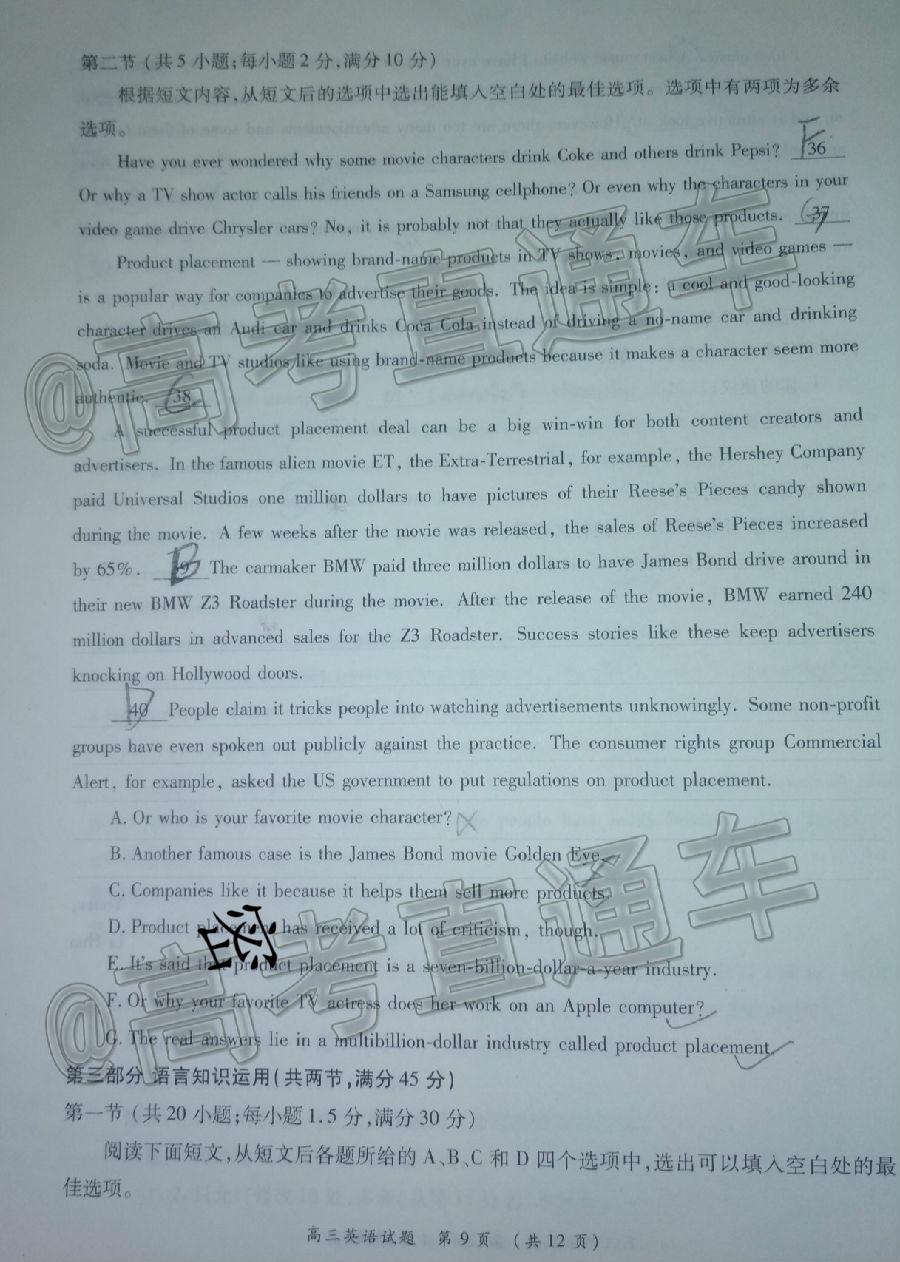 第二节(共5小题;每小题2分,满分10分)
根据短文内容,从短文后的选项中选出能填入空白处的最佳选项。选项中有两项为多余
选项。
Have you ever wondered why some movie characters drink Coke and others drink Pepsi? F 36
Or why a TV show actor calls his friends on a Samsung cellphone? Or even why the characters in your
video game drive Chrysler cars? No, it is probably not that they actually like those products. 37
Product placement — showing brand-name products in TV shows, movies, and video games —
is a popular way for companies to advertise their goods. The idea is simple: a cool and good-looking
character drives an Audi car and drinks Coca Cola instead of driving a no-name car and drinking
soda. Movie and TV studios like using brand-name products because it makes a character seem more
authentic. C 38
A successful product placement deal can be a big win-win for both content creators and
advertisers. In the famous alien movie ET, the Extra-Terrestrial, for example, the Hershey Company
paid Universal Studios one million dollars to have pictures of their Reese's Pieces candy shown
during the movie. A few weeks after the movie was released, the sales of Reese's Pieces increased
by 65%. B 39 The carmaker BMW paid three million dollars to have James Bond drive around in
their new BMW Z3 Roadster during the movie. After the release of the movie, BMW earned 240
million dollars in advanced sales for the Z3 Roadster. Success stories like these keep advertisers
knocking on Hollywood doors.
D 40 People claim it tricks people into watching advertisements unknowingly. Some non-profit
groups have even spoken out publicly against the practice. The consumer rights group Commercial
Alert, for example, asked the US government to put regulations on product placement.
A. Or who is your favorite movie character?
B. Another famous case is the James Bond movie Golden Eye.
C. Companies like it because it helps them sell more products.
D. Product placement has received a lot of criticism, though.
密
E. It's said that product placement is a seven-billion-dollar-a-year industry.
F. Or why your favorite TV actress does her work on an Apple computer?
G. The real answers lie in a multibillion-dollar industry called product placement.
第三部分 语言知识运用(共两节,满分45分)
第一节(共20小题;每小题1.5分,满分30分)
阅读下面短文,从短文后各题所给的A、B、C和D四个选项中,选出可以填入空白处的最
佳选项。
高三英语试题 第9页 (共12页)
@高考直通车
@高考直通车